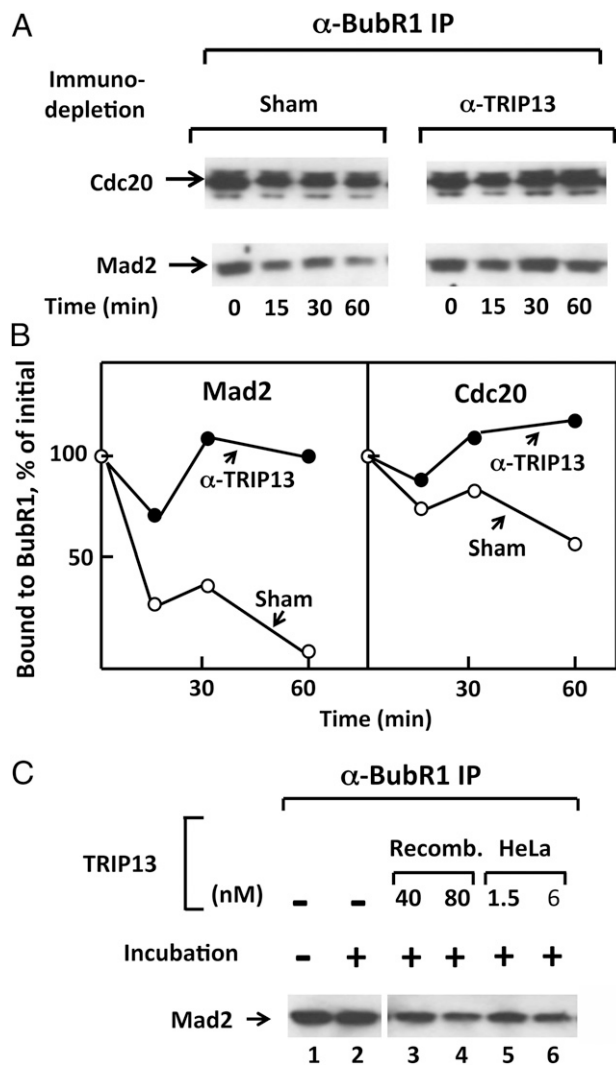 A
α-BubR1 IP
Immuno-
depletion
Sham
α-TRIP13
Cdc20
Mad2
Time (min)
0 15 30 60
0 15 30 60
B
Bound to BubR1, % of initial
100
50
Mad2
α-TRIP13
Sham
Cdc20
α-TRIP13
Sham
30 60
30 60
Time (min)
C
α-BubR1 IP
TRIP13
(nM)
Recomb. HeLa
- - 40 80 1.5 6
Incubation - + + + + +
Mad2
1 2 3 4 5 6